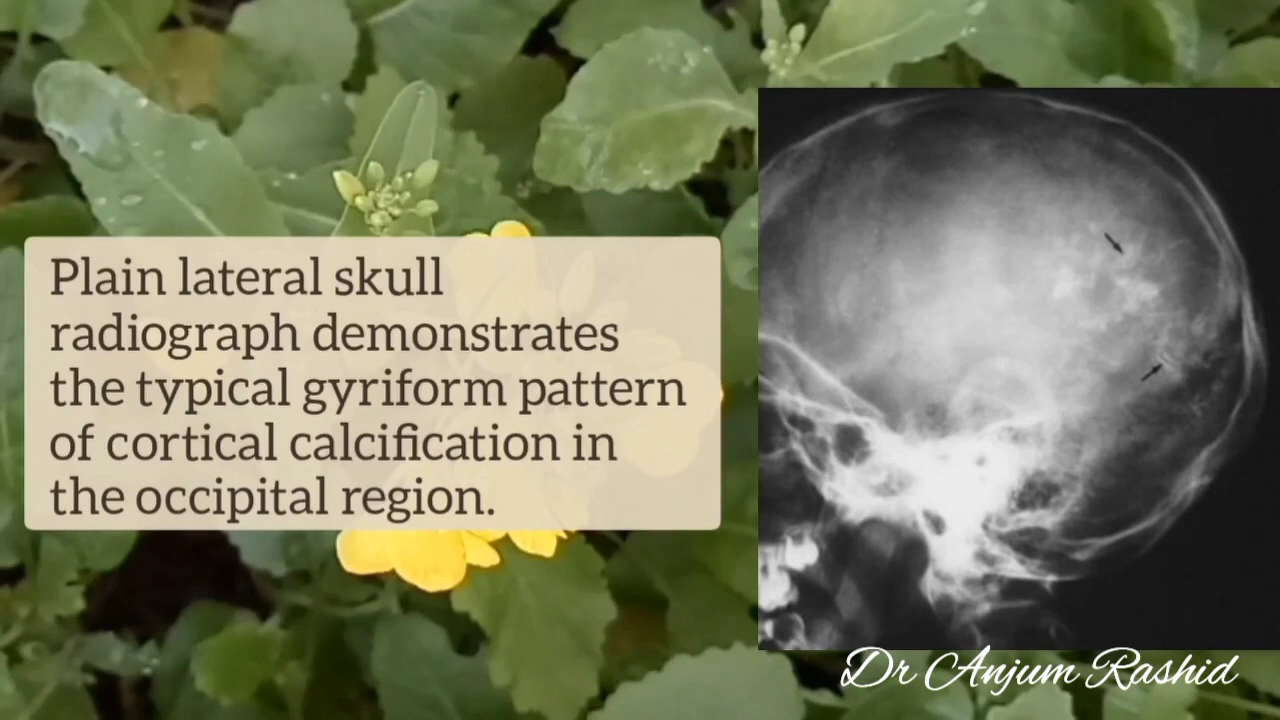 Plain lateral skull
radiograph demonstrates
the typical gyriform pattern
of cortical calcification in
the occipital region.
Dr Anjum Rashid